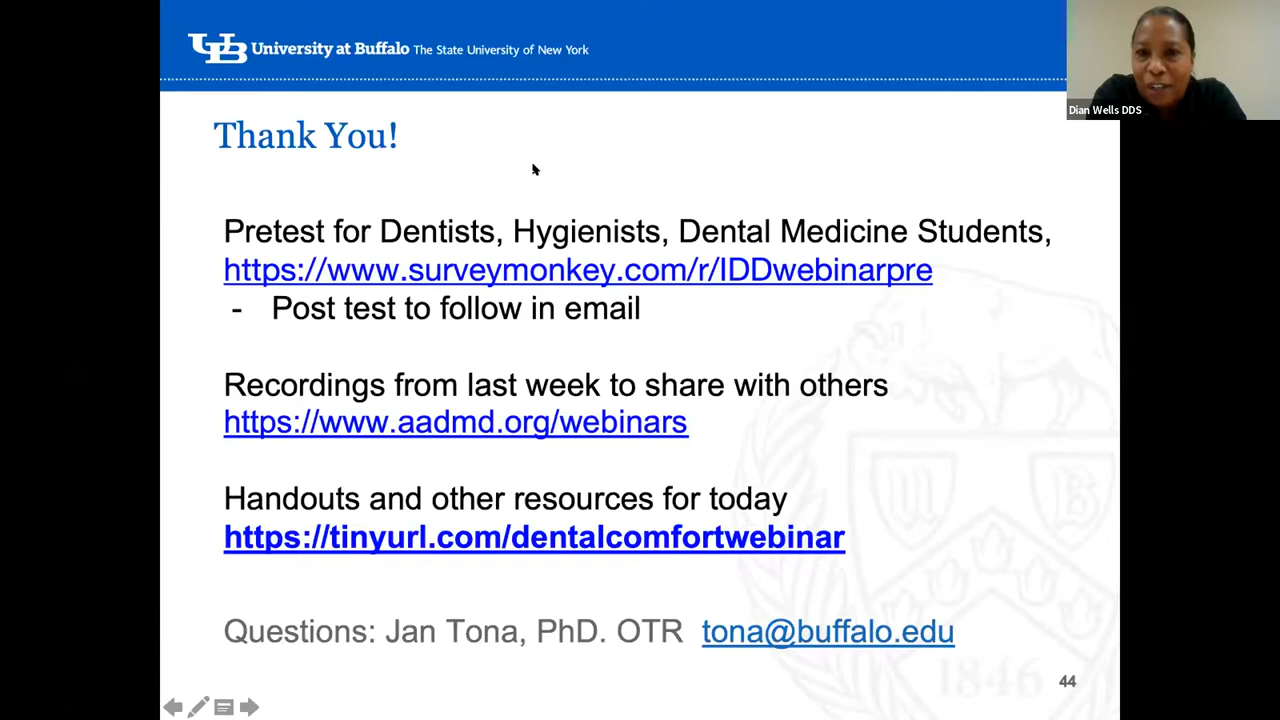 UB University at Buffalo The State University of New York
Dian Wells DDS
Thank You!
Pretest for Dentists, Hygienists, Dental Medicine Students,
https://www.surveymonkey.com/r/IDDwebinarpre
- Post test to follow in email
Recordings from last week to share with others
https://www.aadmd.org/webinars
Handouts and other resources for today
https://tinyurl.com/dentalcomfortwebinar
Questions: Jan Tona, PhD. OTR tona@buffalo.edu
1846
44